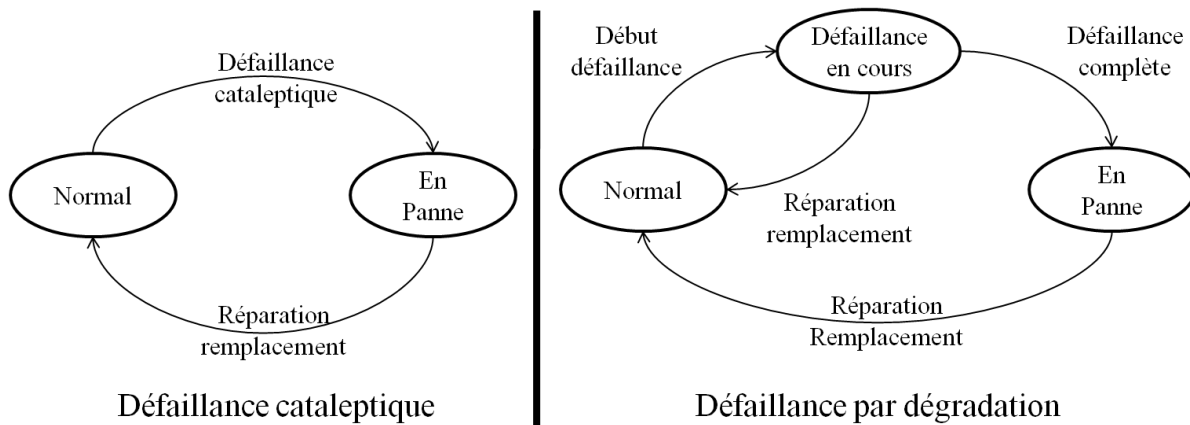 Défaillance
cataleptique
Normal
En
Panne
Réparation
remplacement
Défaillance cataleptique
Début
défaillance
Défaillance
en cours
Défaillance
complète
Normal
En
Panne
Réparation
remplacement
Réparation
Remplacement
Défaillance par dégradation